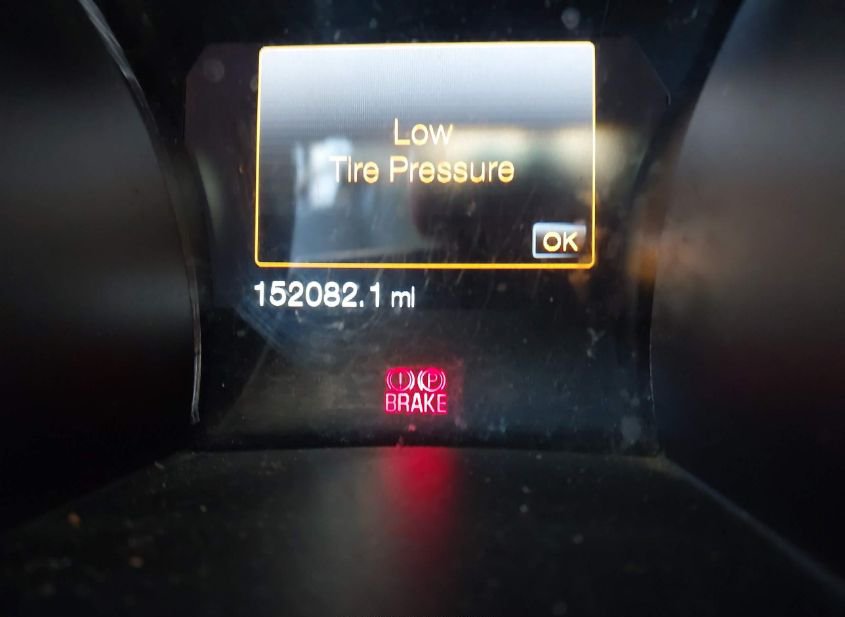 Low
Tire Pressure
OK
152082.1 mi
(!) (P)
BRAKE